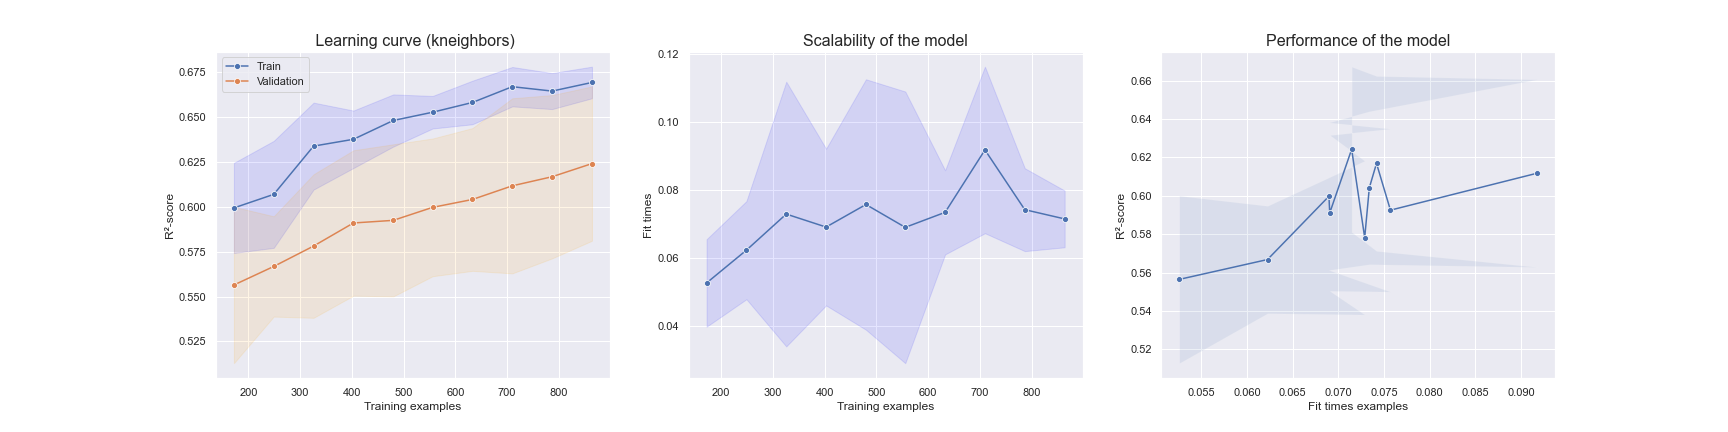 Learning curve (kneighbors)
Train
Validation
0.675
0.650
0.625
0.600
0.575
0.550
0.525
R²-score
200 300 400 500 600 700 800
Training examples
Scalability of the model
0.12
0.10
0.08
0.06
0.04
Fit times
200 300 400 500 600 700 800
Training examples
Performance of the model
0.66
0.64
0.62
0.60
0.58
0.56
0.54
0.52
R²-score
0.055 0.060 0.065 0.070 0.075 0.080 0.085 0.090
Fit times examples